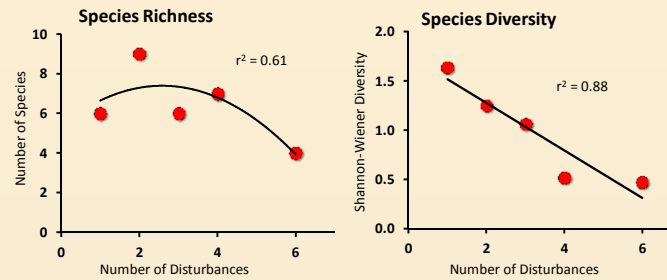 Species Richness
Number of Species
10
8
6
4
2
0
r² = 0.61
0
2
4
6
Number of Disturbances
Species Diversity
Shannon-Wiener Diversity
2.0
1.5
1.0
0.5
0.0
r² = 0.88
0
2
4
6
Number of Disturbances